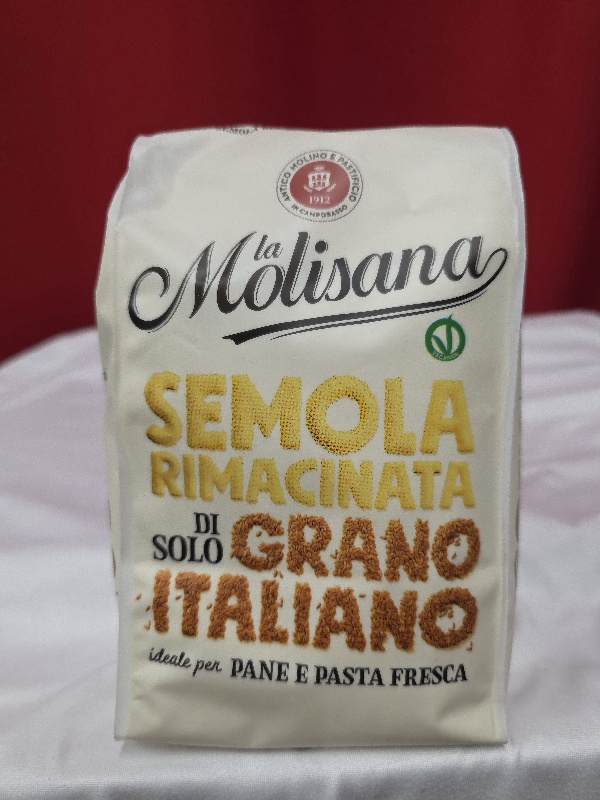 ANTICO MOLINO E PASTIFICIO
1912
IN CAMPOBASSO
la
Molisana
SEMOLA
RIMACINATA
DI
SOLO GRANO
ITALIANO
ideale per PANE E PASTA FRESCA